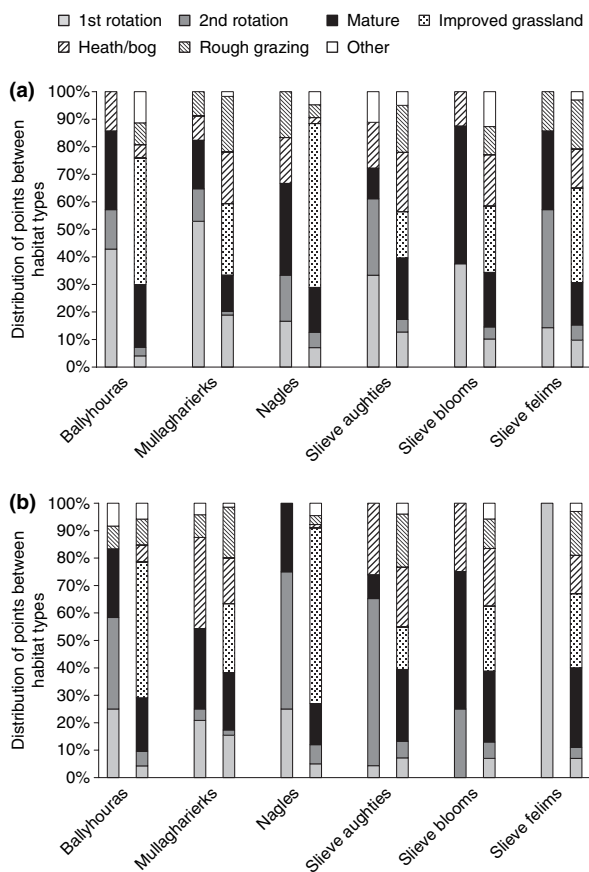 1st rotation 2nd rotation Mature Improved grassland
Heath/bog Rough grazing Other
(a)
Distribution of points between
habitat types
100%
90%
80%
70%
60%
50%
40%
30%
20%
10%
0%
Ballyhouras
Mullagharierks
Nagles
Slieve aughties
Slieve blooms
Slieve felims
(b)
Distribution of points between
habitat types
100%
90%
80%
70%
60%
50%
40%
30%
20%
10%
0%
Ballyhouras
Mullagharierks
Nagles
Slieve aughties
Slieve blooms
Slieve felims